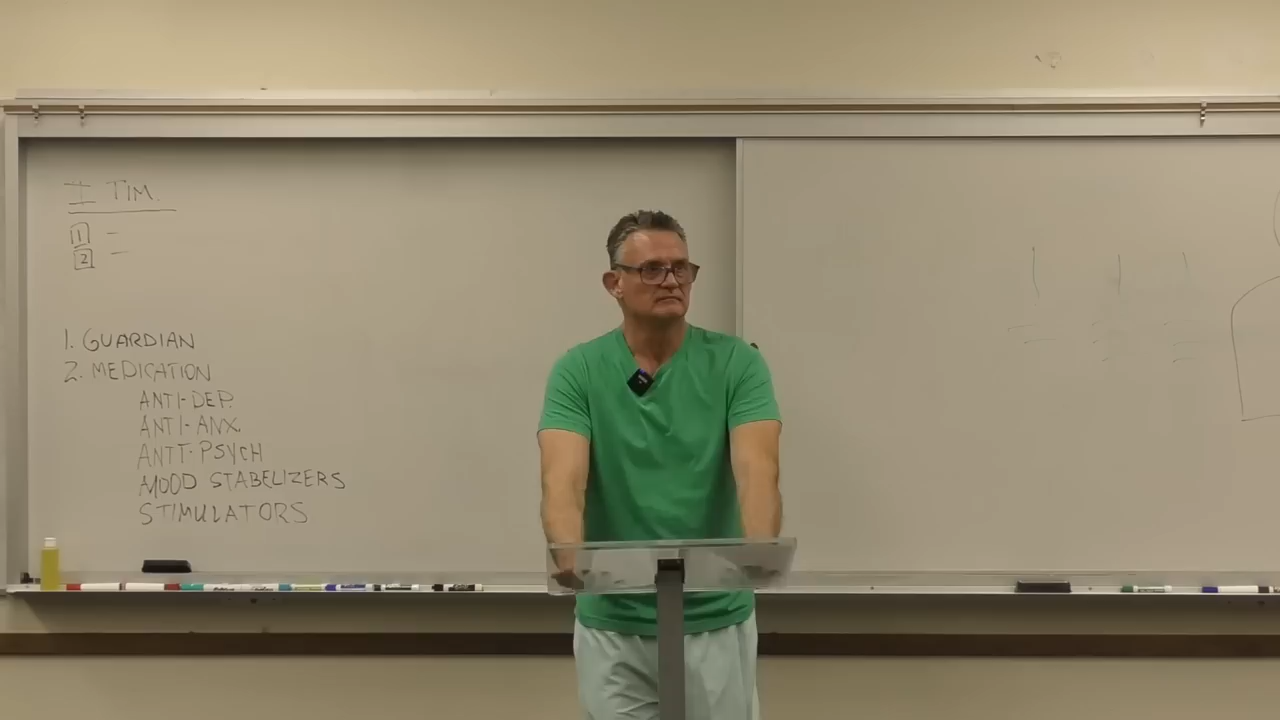 I TIM.
1 -
2 -
1. GUARDIAN
2. MEDICATION
ANTI-DEP.
ANTI-ANX.
ANTI-PSYCH
MOOD STABELIZERS
STIMULATORS